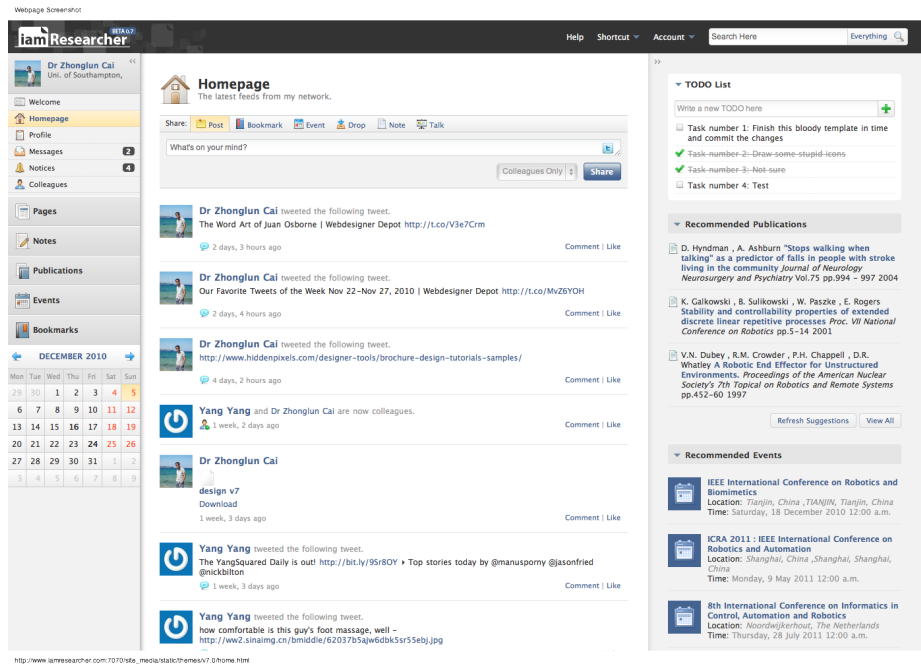 Webpage Screenshot
iamResearcher BETA 0.7
Help Shortcut Account Search Here Everything
Dr Zhonglun Cai
Uni. of Southampton,
Welcome
Homepage
Profile
Messages 2
Notices 4
Colleagues
Pages
Notes
Publications
Events
Bookmarks
DECEMBER 2010
Mon Tue Wed Thu Fri Sat Sun
29 30 1 2 3 4 5
6 7 8 9 10 11 12
13 14 15 16 17 18 19
20 21 22 23 24 25 26
27 28 29 30 31 1 2
3 4 5 6 7 8 9
Homepage
The latest feeds from my network.
Share: Post Bookmark Event Drop Note Talk
What's on your mind?
Colleagues Only Share
Dr Zhonglun Cai tweeted the following tweet.
The Word Art of Juan Osborne | Webdesigner Depot http://t.co/V3e7Crm
2 days, 3 hours ago Comment | Like
Dr Zhonglun Cai tweeted the following tweet.
Our Favorite Tweets of the Week Nov 22-Nov 27, 2010 | Webdesigner Depot http://t.co/MvZ6YOH
2 days, 4 hours ago Comment | Like
Dr Zhonglun Cai tweeted the following tweet.
http://www.hiddenpixels.com/designer-tools/brochure-design-tutorials-samples/
4 days, 2 hours ago Comment | Like
Yang Yang and Dr Zhonglun Cai are now colleagues.
1 week, 2 days ago Comment | Like
Dr Zhonglun Cai
design v7
Download
1 week, 3 days ago Comment | Like
Yang Yang tweeted the following tweet.
The YangSquared Daily is out! http://bit.ly/9Sr8OY ▸ Top stories today by @manusporny @jasonfried
@nickbilton
1 week, 3 days ago Comment | Like
Yang Yang tweeted the following tweet.
how comfortable is this guy's foot massage, well -
http://ww2.sinaimg.cn/bmiddle/62037b5ajw6dbk5sr55ebj.jpg
TODO List
Write a new TODO here
Task number 1: Finish this bloody template in time
and commit the changes
Task number 2: Draw some stupid icons
Task number 3: Not sure
Task number 4: Test
Recommended Publications
D. Hyndman , A. Ashburn "Stops walking when
talking" as a predictor of falls in people with stroke
living in the community Journal of Neurology
Neurosurgery and Psychiatry Vol.75 pp.994 - 997 2004
K. Galkowski , B. Sulikowski , W. Paszke , E. Rogers
Stability and controllability properties of extended
discrete linear repetitive processes Proc. VII National
Conference on Robotics pp.5-14 2001
V.N. Dubey , R.M. Crowder , P.H. Chappell , D.R.
Whatley A Robotic End Effector for Unstructured
Environments. Proceedings of the American Nuclear
Society's 7th Topical on Robotics and Remote Systems
pp.452-60 1997
Refresh Suggestions View All
Recommended Events
IEEE International Conference on Robotics and
Biomimetics
Location: Tianjin, China ,TIANJIN, Tianjin, China
Time: Saturday, 18 December 2010 12:00 a.m.
ICRA 2011 : IEEE International Conference on
Robotics and Automation
Location: Shanghai, China ,Shanghai, Shanghai,
China
Time: Monday, 9 May 2011 12:00 a.m.
8th International Conference on Informatics in
Control, Automation and Robotics
Location: Noordwijkerhout, The Netherlands
Time: Thursday, 28 July 2011 12:00 a.m.
http://www.iamresearcher.com:7070/site_media/static/themes/v7.0/home.html